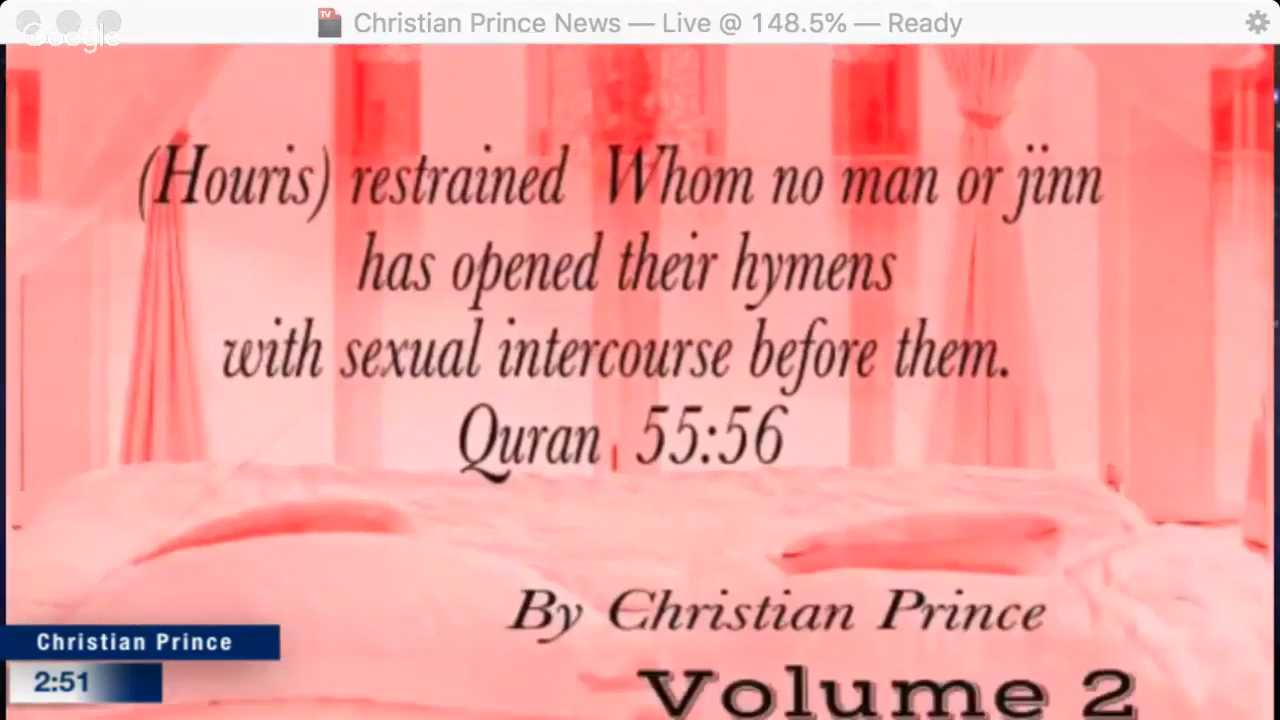 Christian Prince News — Live @ 148.5% — Ready
Google
(Houris) restrained Whom no man or jinn
has opened their hymens
with sexual intercourse before them.
Quran 55:56
By Christian Prince
Volume 2
Christian Prince
2:51